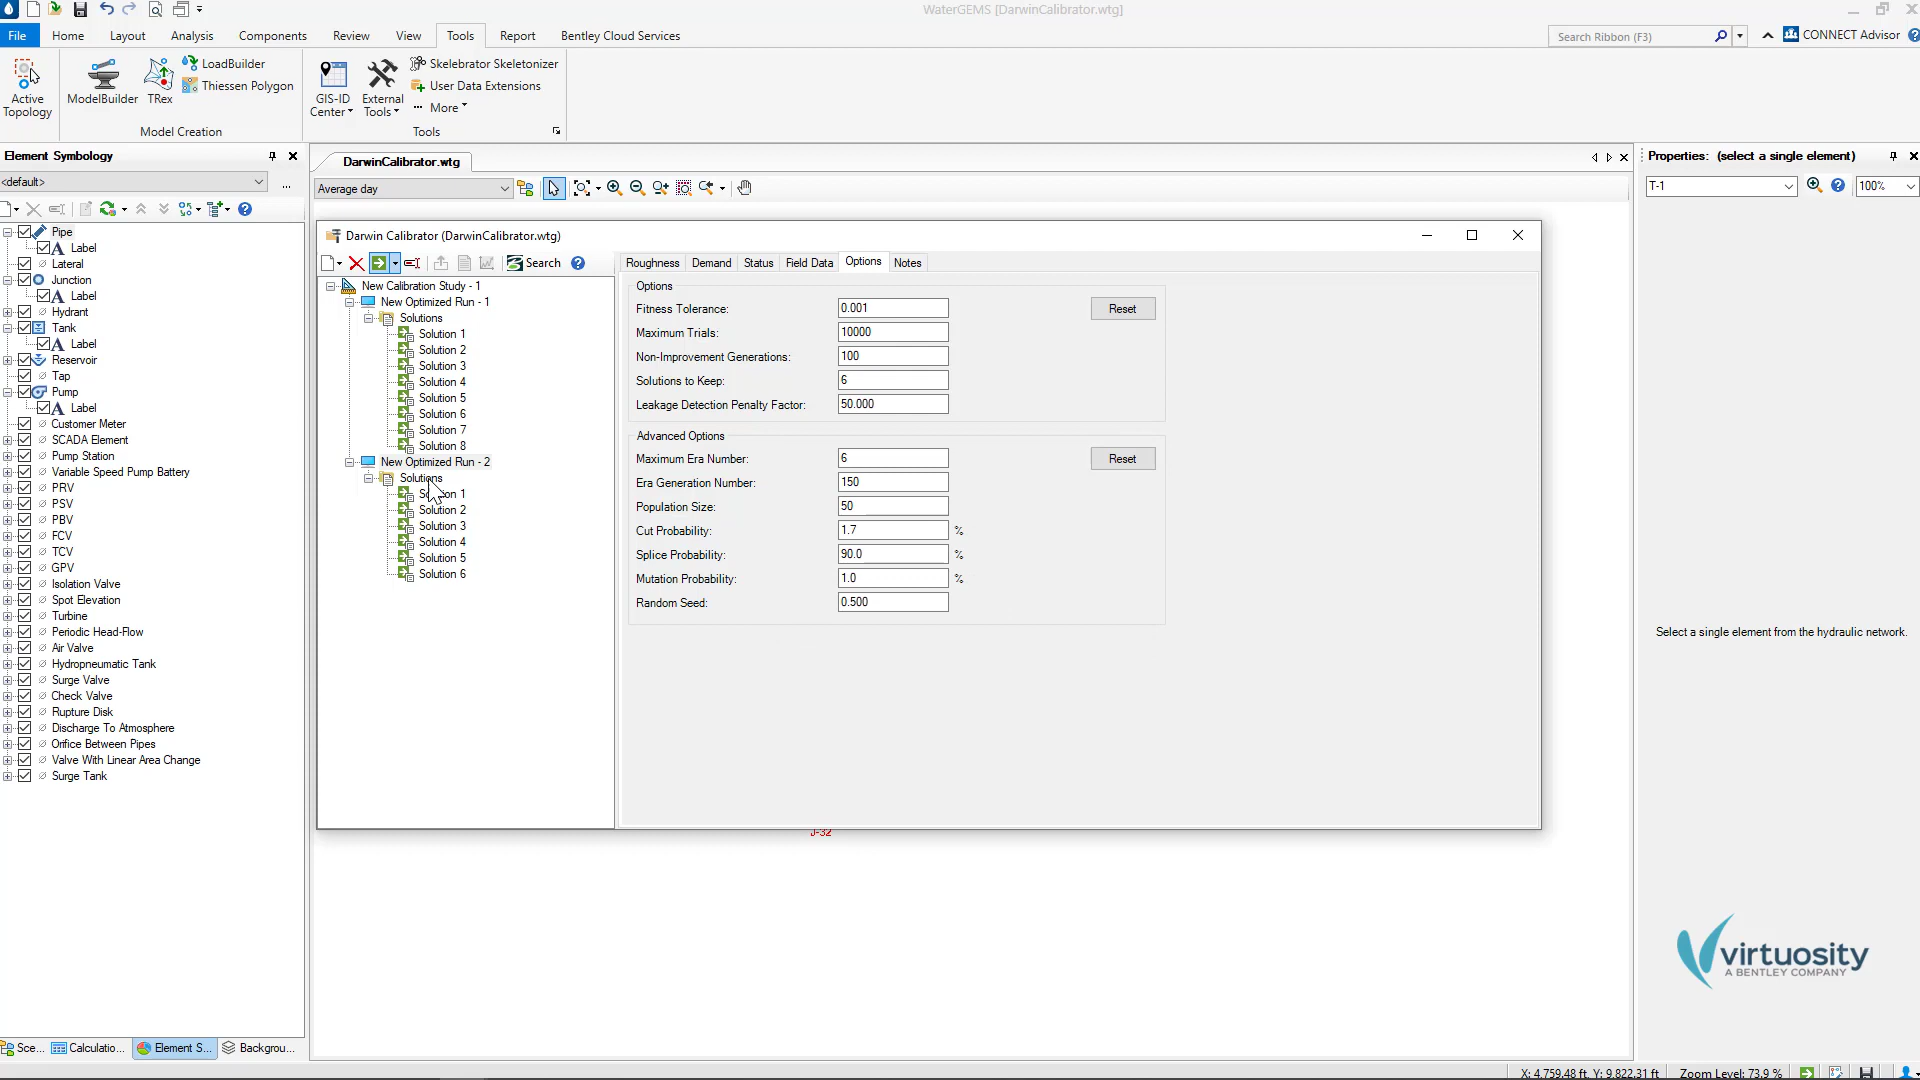 WaterGEMS [DarwinCalibrator.wtg]
File Home Layout Analysis Components Review View Tools Report Bentley Cloud Services
Search Ribbon (F3)
CONNECT Advisor
Active Topology
ModelBuilder
TRex
LoadBuilder
Thiessen Polygon
Model Creation
GIS-ID Center
External Tools
Skelebrator Skeletonizer
User Data Extensions
More
Tools
Element Symbology
<default>
Pipe
Label
Lateral
Junction
Label
Hydrant
Tank
Label
Reservoir
Tap
Pump
Label
Customer Meter
SCADA Element
Pump Station
Variable Speed Pump Battery
PRV
PSV
PBV
FCV
TCV
GPV
Isolation Valve
Spot Elevation
Turbine
Periodic Head-Flow
Air Valve
Hydropneumatic Tank
Surge Valve
Check Valve
Rupture Disk
Discharge To Atmosphere
Orifice Between Pipes
Valve With Linear Area Change
Surge Tank
Sce... Calculatio... Element S... Backgrou...
DarwinCalibrator.wtg
Average day
Darwin Calibrator (DarwinCalibrator.wtg)
Search
New Calibration Study - 1
New Optimized Run - 1
Solutions
Solution 1
Solution 2
Solution 3
Solution 4
Solution 5
Solution 6
Solution 7
Solution 8
New Optimized Run - 2
Solutions
Solution 1
Solution 2
Solution 3
Solution 4
Solution 5
Solution 6
Roughness Demand Status Field Data Options Notes
Options
Fitness Tolerance: 0.001 Reset
Maximum Trials: 10000
Non-Improvement Generations: 100
Solutions to Keep: 6
Leakage Detection Penalty Factor: 50.000
Advanced Options
Maximum Era Number: 6 Reset
Era Generation Number: 150
Population Size: 50
Cut Probability: 1.7 %
Splice Probability: 90.0 %
Mutation Probability: 1.0 %
Random Seed: 0.500
J-32
Properties: (select a single element)
T-1
100%
Select a single element from the hydraulic network.
virtuosity
A BENTLEY COMPANY
X: 4,759.48 ft, Y: 9,822.31 ft Zoom Level: 73.9 %